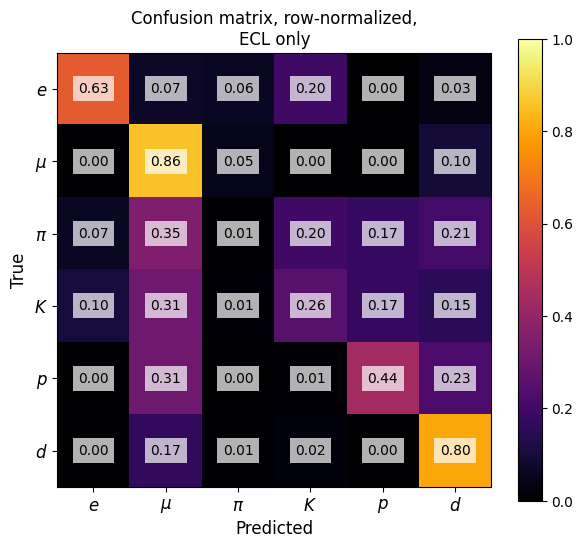 Confusion matrix, row-normalized,
ECL only
True
e 0.63 0.07 0.06 0.20 0.00 0.03
μ 0.00 0.86 0.05 0.00 0.00 0.10
π 0.07 0.35 0.01 0.20 0.17 0.21
K 0.10 0.31 0.01 0.26 0.17 0.15
p 0.00 0.31 0.00 0.01 0.44 0.23
d 0.00 0.17 0.01 0.02 0.00 0.80
e μ π K p d
Predicted
1.0
0.8
0.6
0.4
0.2
0.0